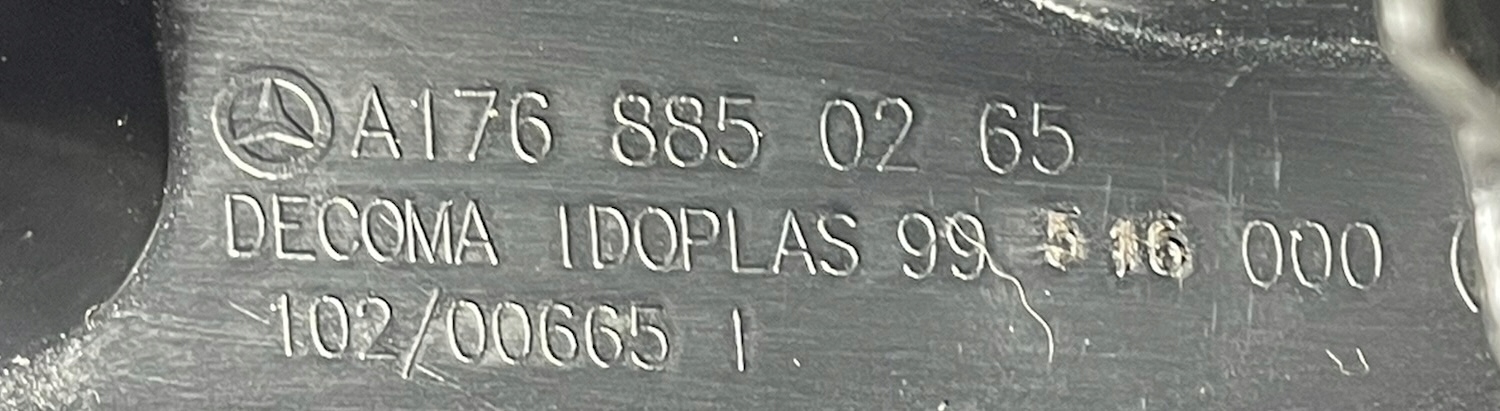 A176 885 02 65
DECOMA IDOPLAS 99 516 000 (
102/00665 I